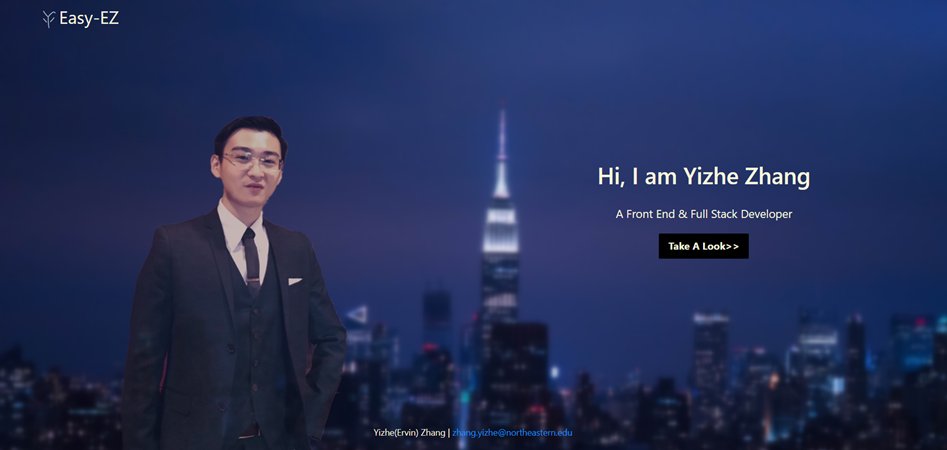 Easy-EZ
Hi, I am Yizhe Zhang
A Front End & Full Stack Developer
Take A Look>>
Yizhe(Ervin) Zhang | zhang.yizhe@northeastern.edu